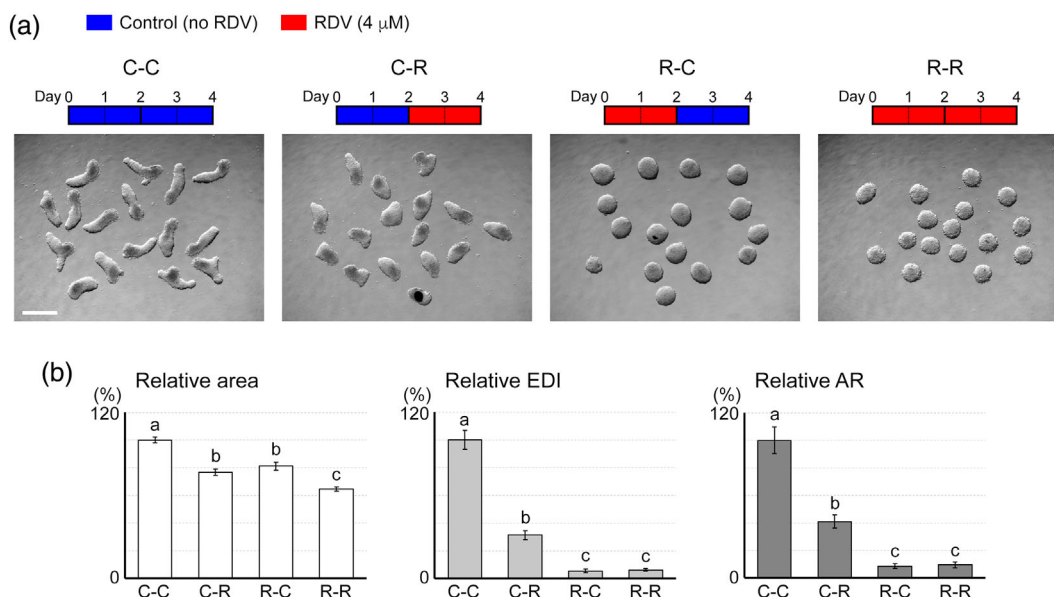 (a)
Control (no RDV) RDV (4 μM)
C-C C-R R-C R-R
Day 0 1 2 3 4 Day 0 1 2 3 4 Day 0 1 2 3 4 Day 0 1 2 3 4
(b)
Relative area Relative EDI Relative AR
(%) (%) (%)
120 120 120
a a a
b b c b c c b c c
0 0 0
C-C C-R R-C R-R C-C C-R R-C R-R C-C C-R R-C R-R